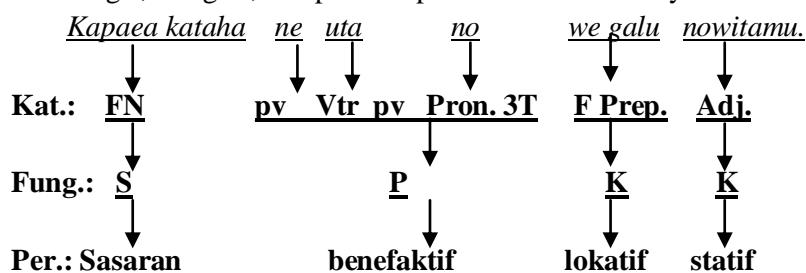 Kapaea kataha ne uta no we galu nowitamu.
Kat.: FN pv Vtr pv Pron. 3T F Prep. Adj.
Fung.: S P K K
Per.: Sasaran benefaktif lokatif statif